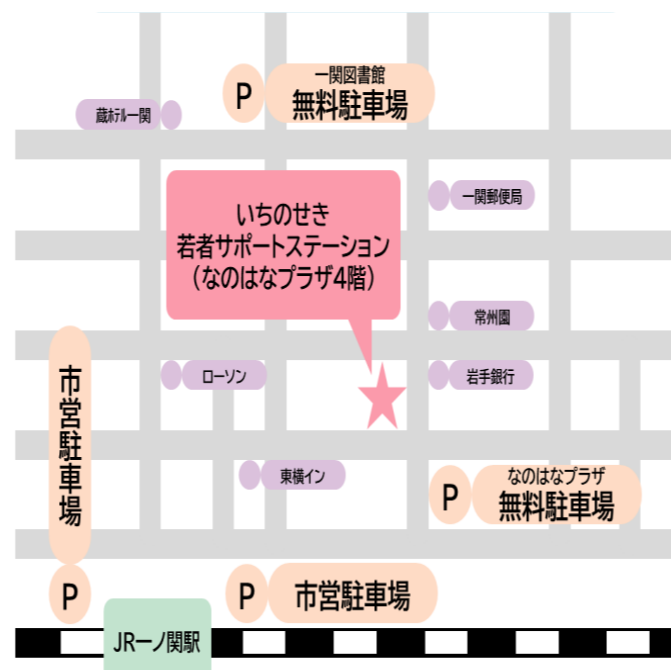 P
一関図書館
無料駐車場
蔵ﾎﾃﾙ一関
いちのせき
若者サポートステーション
（なのはなプラザ4階）
一関郵便局
常州園
ローソン
岩手銀行
市営駐車場
P
東横イン
P
なのはなプラザ
無料駐車場
P
市営駐車場
JR一ノ関駅